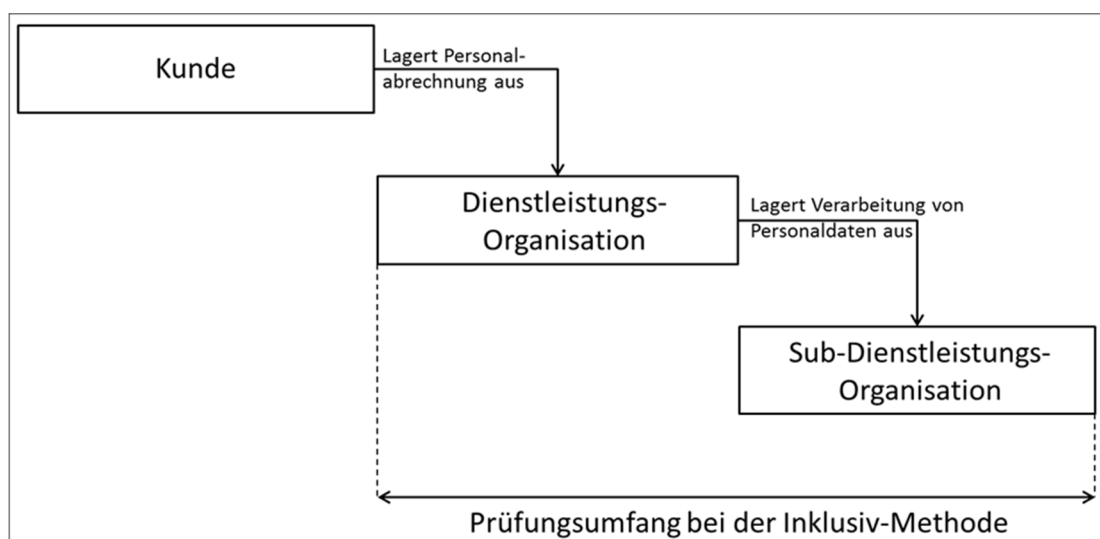 Kunde
Lagert Personal-
abrechnung aus
Dienstleistungs-
Organisation
Lagert Verarbeitung von
Personaldaten aus
Sub-Dienstleistungs-
Organisation
Prüfungsumfang bei der Inklusiv-Methode